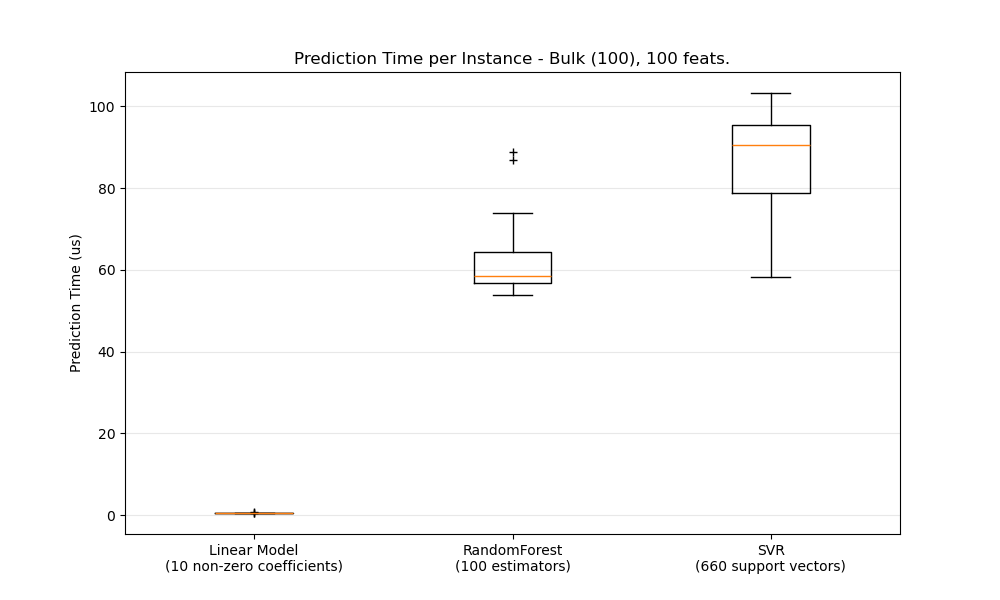 Prediction Time per Instance - Bulk (100), 100 feats.
Prediction Time (us)
100
80
60
40
20
0
Linear Model
(10 non-zero coefficients)
RandomForest
(100 estimators)
SVR
(660 support vectors)